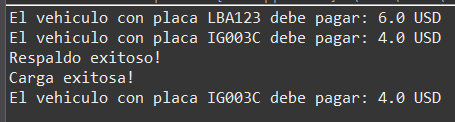 El vehiculo con placa LBA123 debe pagar: 6.0 USD
El vehiculo con placa IG003C debe pagar: 4.0 USD
Respaldo exitoso!
Carga exitosa!
El vehiculo con placa IG003C debe pagar: 4.0 USD